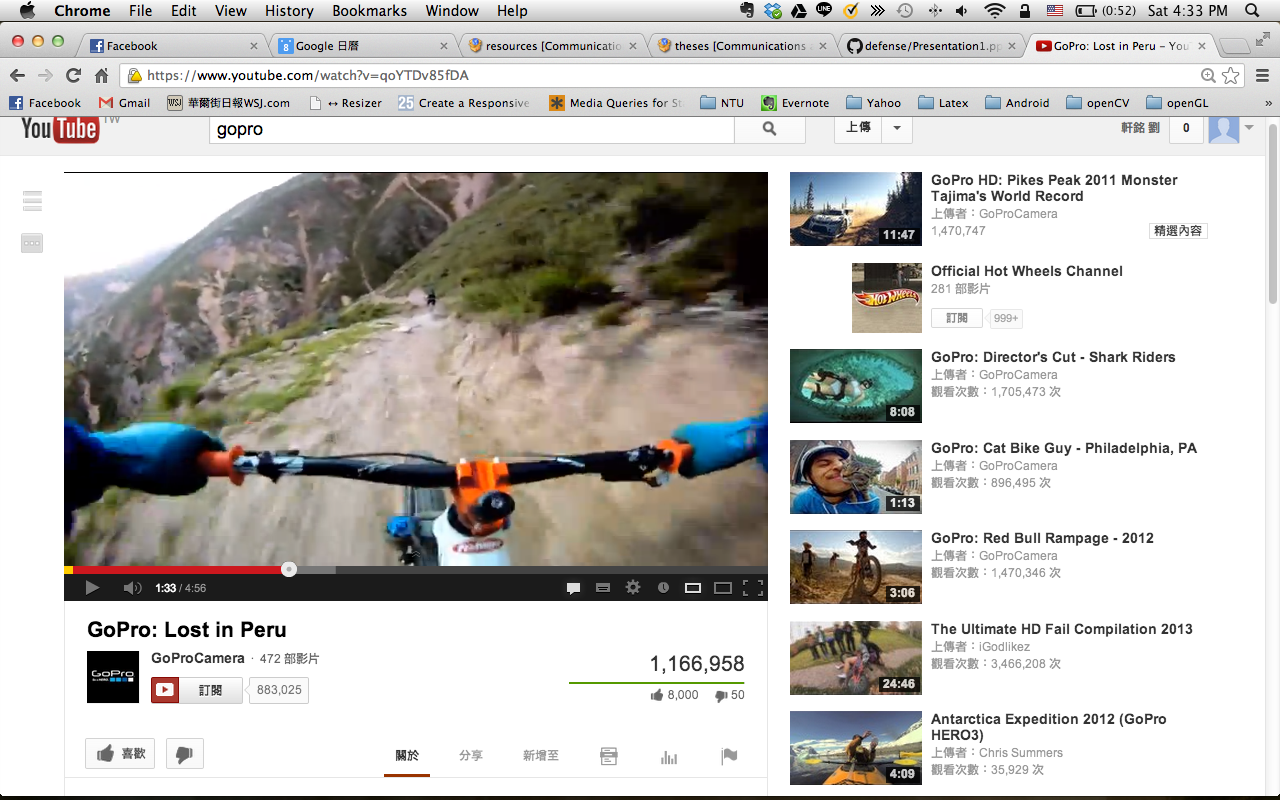 Chrome File Edit View History Bookmarks Window Help (0:52) Sat 4:33 PM
Facebook Google 日曆 resources [Communicatio theses [Communications a defense/Presentation1.pp GoPro: Lost in Peru - You
https://www.youtube.com/watch?v=qoYTDv85fDA
Facebook Gmail WSJ 華爾街日報WSJ.com ↔ Resizer 25 Create a Responsive Media Queries for St NTU Evernote Yahoo Latex Android openCV openGL »
YouTube TW gopro 上傳 軒銘 劉 0
GoPro HD: Pikes Peak 2011 Monster
Tajima's World Record
上傳者：GoProCamera
1,470,747 精選內容
11:47
Official Hot Wheels Channel
281 部影片
Hot Wheels
訂閱 999+
GoPro: Director's Cut - Shark Riders
上傳者：GoProCamera
觀看次數：1,705,473 次
8:08
GoPro: Cat Bike Guy - Philadelphia, PA
上傳者：GoProCamera
觀看次數：896,495 次
1:13
GoPro: Red Bull Rampage - 2012
上傳者：GoProCamera
觀看次數：1,470,346 次
3:06
The Ultimate HD Fail Compilation 2013
上傳者：iGodlikez
觀看次數：3,466,208 次
24:46
Antarctica Expedition 2012 (GoPro
HERO3)
上傳者：Chris Summers
觀看次數：35,929 次
4:09
1:33 / 4:56
GoPro: Lost in Peru
GoPro
GoProCamera · 472 部影片
訂閱 883,025
1,166,958
8,000 50
喜歡
關於 分享 新增至